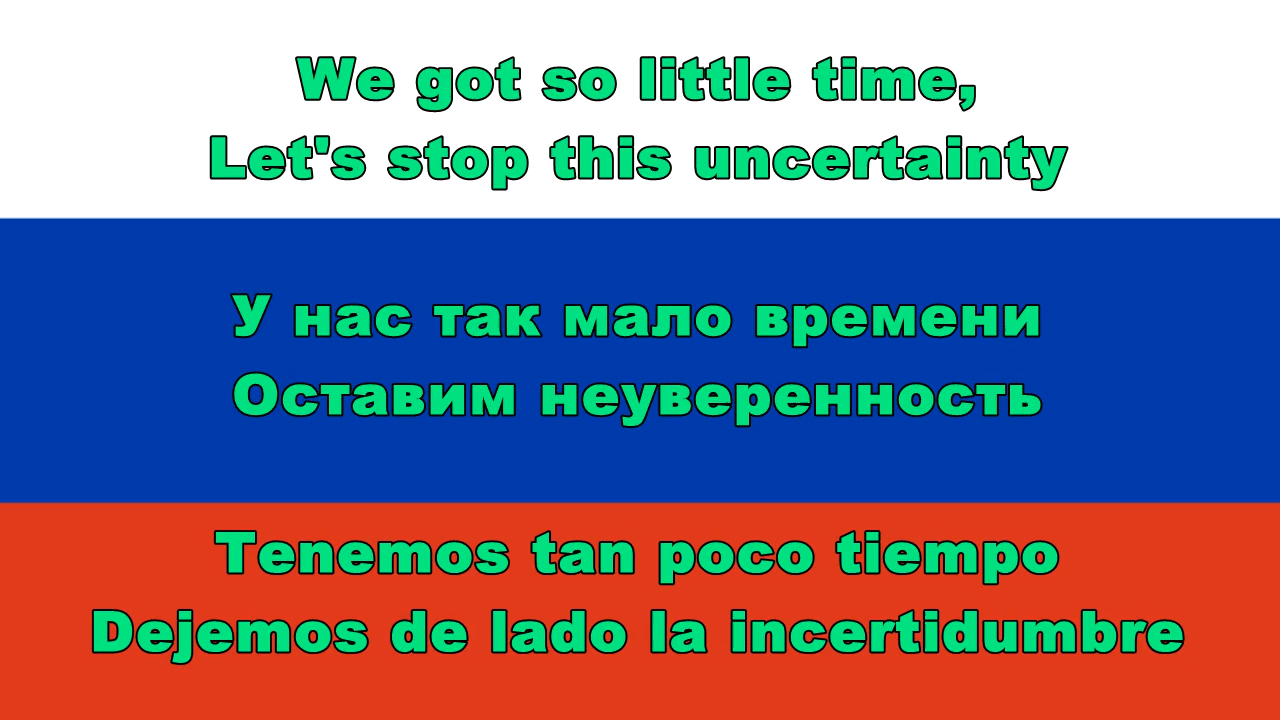 We got so little time,
Let's stop this uncertainty
У нас так мало времени
Оставим неуверенность
Tenemos tan poco tiempo
Dejemos de lado la incertidumbre